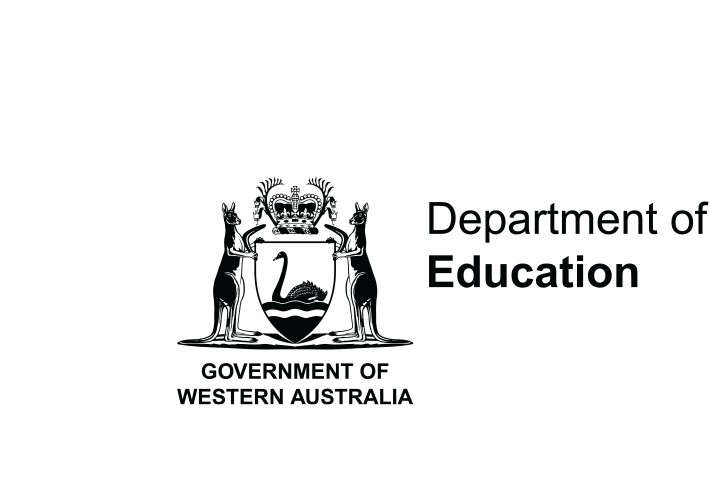 Department of
Education
GOVERNMENT OF
WESTERN AUSTRALIA